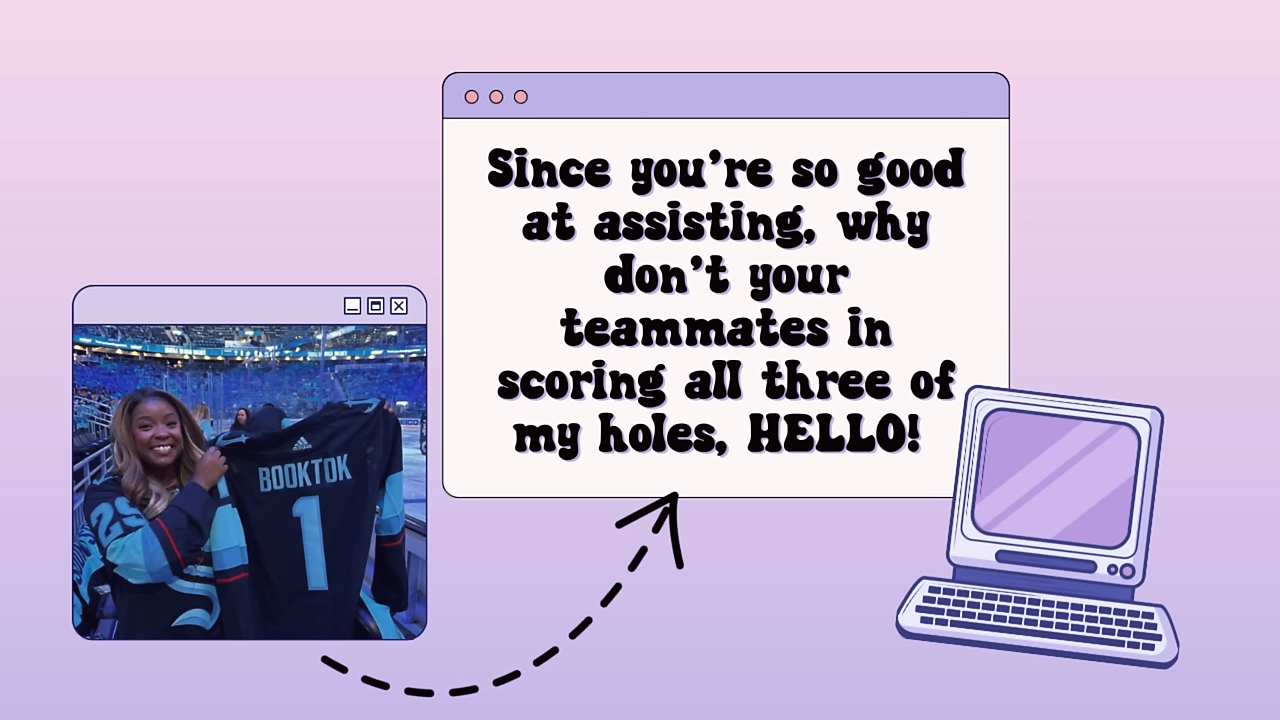 Since you're so good
at assisting, why
don't your
teammates in
scoring all three of
my holes, HELLO!
BOOKTOK
1
29